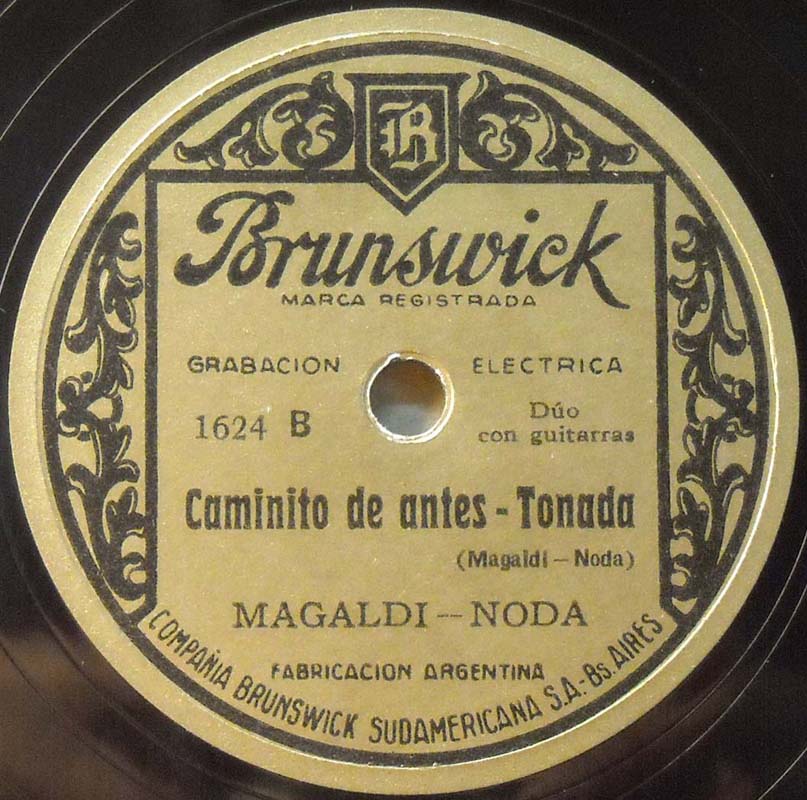 B
Brunswick
MARCA REGISTRADA
GRABACION ELECTRICA
1624 B
Dúo
con guitarras
Caminito de antes - Tonada
(Magaldi - Noda)
MAGALDI - NODA
FABRICACION ARGENTINA
COMPAÑIA BRUNSWICK SUDAMERICANA S.A.-Bs. AIRES